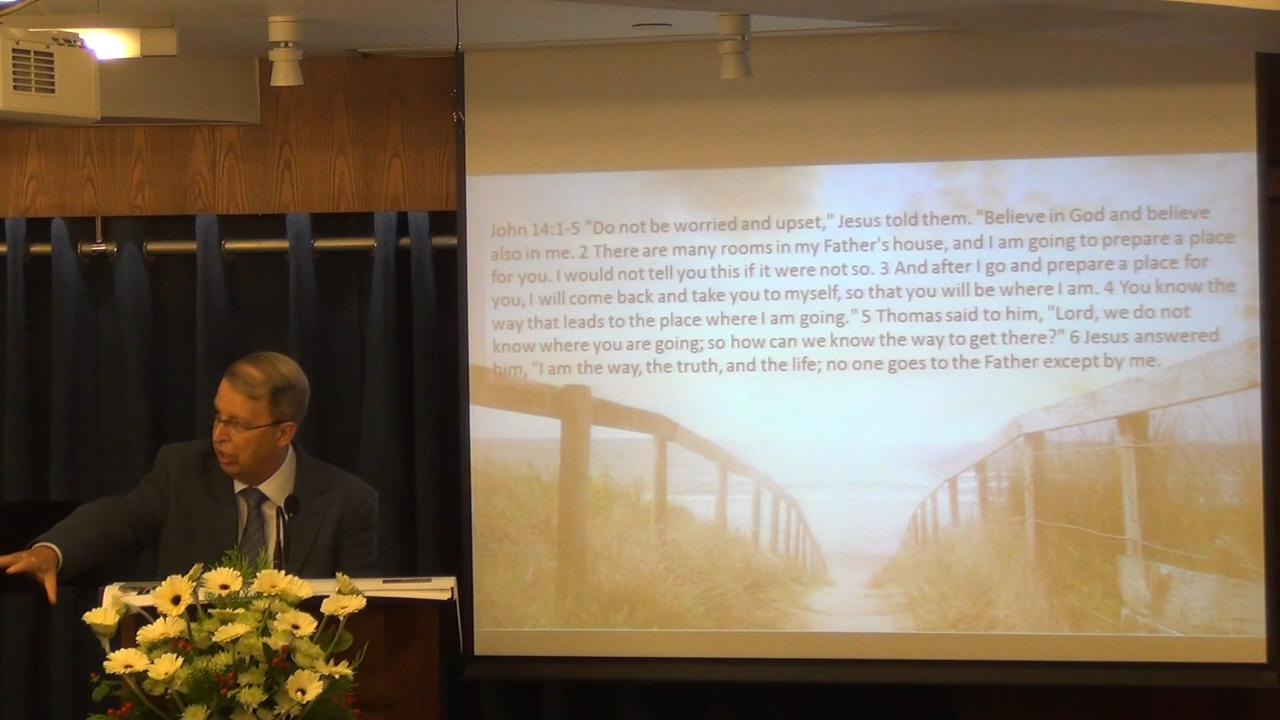 John 14:1-5 "Do not be worried and upset," Jesus told them. "Believe in God and believe
also in me. 2 There are many rooms in my Father's house, and I am going to prepare a place
for you. I would not tell you this if it were not so. 3 And after I go and prepare a place for
you, I will come back and take you to myself, so that you will be where I am. 4 You know the
way that leads to the place where I am going." 5 Thomas said to him, "Lord, we do not
know where you are going; so how can we know the way to get there?" 6 Jesus answered
him, "I am the way, the truth, and the life; no one goes to the Father except by me.